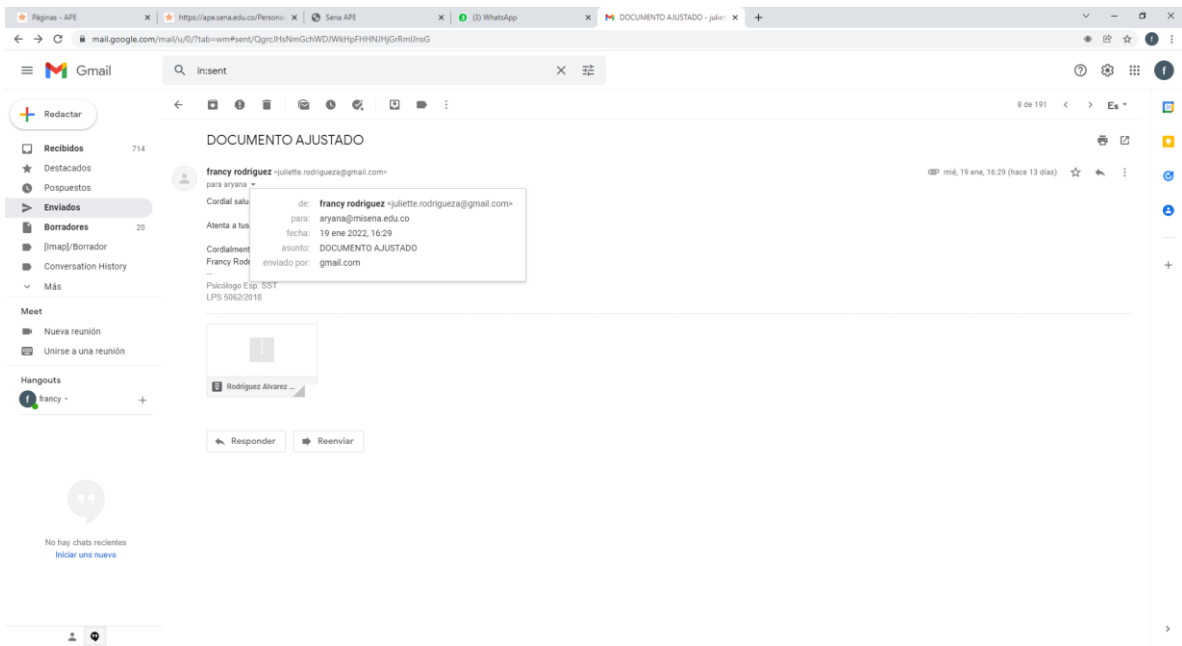 Páginas - APE
https://ape.sena.edu.co/Persona
Sena APE
(3) WhatsApp
DOCUMENTO AJUSTADO - juliet
mail.google.com/mail/u/0/?tab=wm#sent/QgrcJHsNmGchWDJWkHpFHHNJHjGrRmlJnsG
Gmail
in:sent
Redactar
8 de 191
Es
Recibidos 714
Destacados
Pospuestos
Enviados
Borradores 20
[Imap]/Borrador
Conversation History
Más
Meet
Nueva reunión
Unirse a una reunión
Hangouts
francy
No hay chats recientes
Iniciar uno nuevo
DOCUMENTO AJUSTADO
francy rodriguez <juliette.rodrigueza@gmail.com>
mié, 19 ene, 16:29 (hace 13 días)
para aryana
Cordial salu
Atenta a tus
Cordialment
Francy Rodr
--
Psicólogo Esp. SST
LPS 5062/2018
de: francy rodriguez <juliette.rodrigueza@gmail.com>
para: aryana@misena.edu.co
fecha: 19 ene 2022, 16:29
asunto: DOCUMENTO AJUSTADO
enviado por: gmail.com
Rodriguez Alvarez ...
Responder
Reenviar